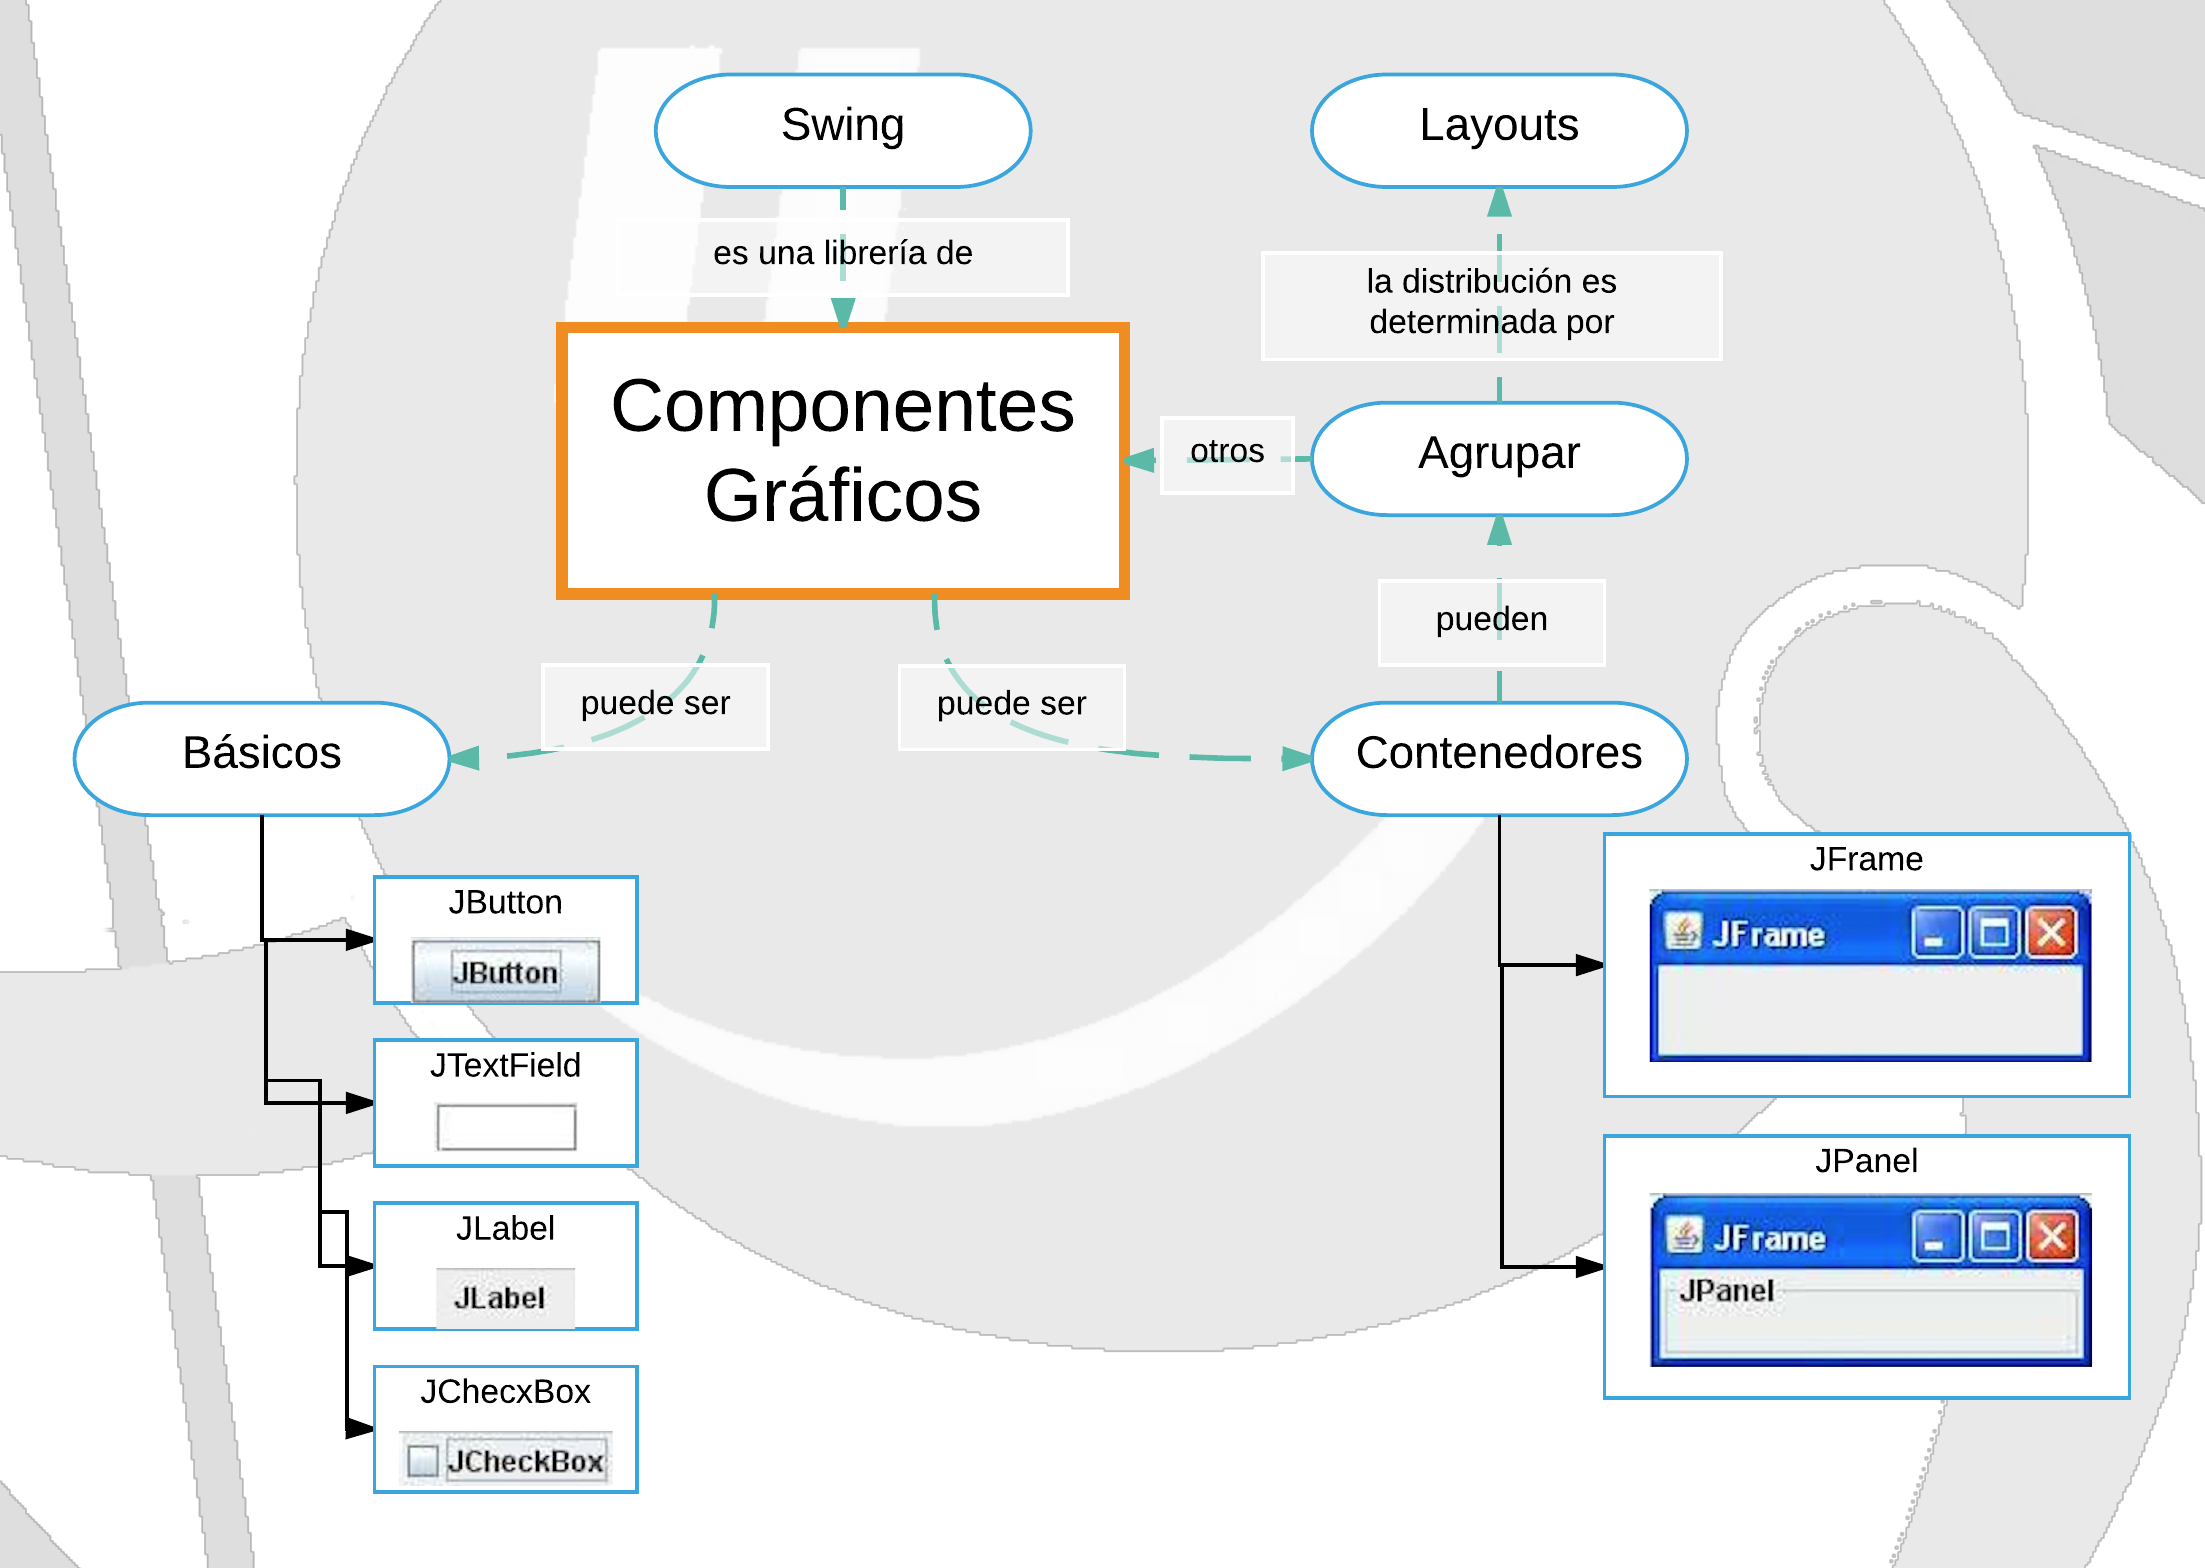 Swing
Layouts
es una librería de
la distribución es
determinada por
Componentes
Gráficos
otros
Agrupar
pueden
puede ser
puede ser
Básicos
Contenedores
JButton
JButton
JTextField
JLabel
JLabel
JChecxBox
JCheckBox
JFrame
JFrame
JPanel
JFrame
JPanel